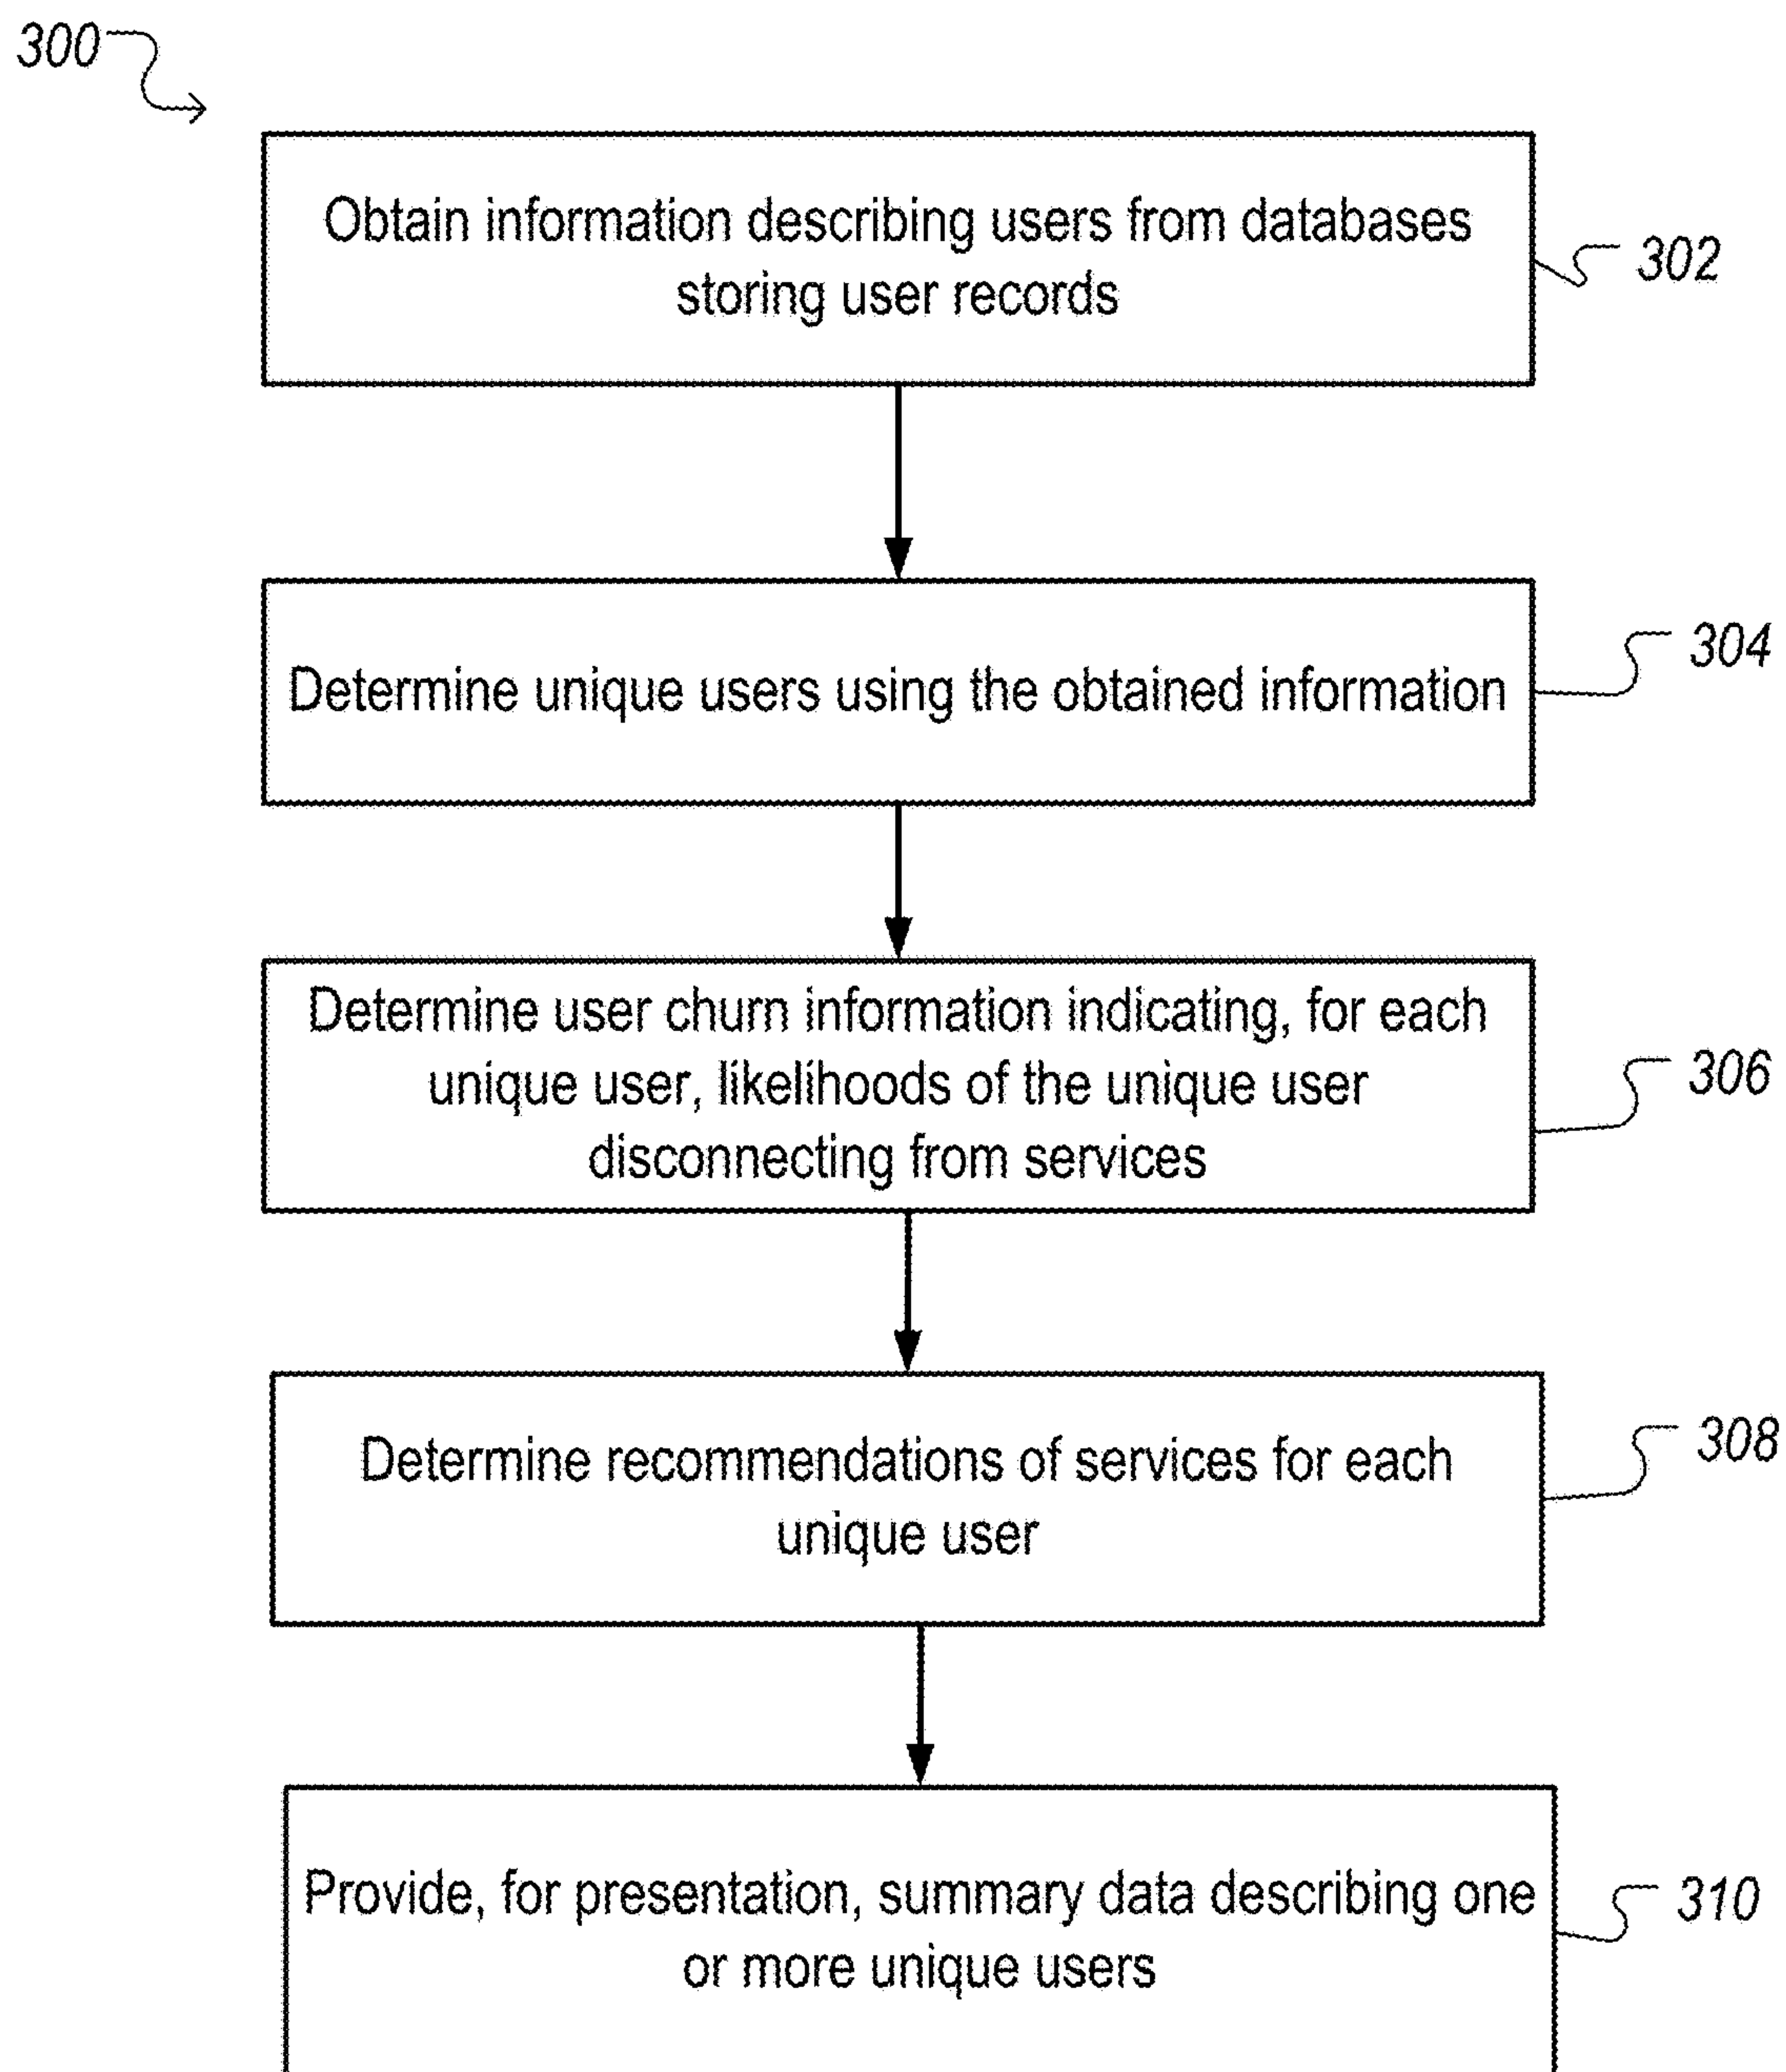 300
Obtain information describing users from databases
storing user records
302
Determine unique users using the obtained information
304
Determine user churn information indicating, for each
unique user, likelihoods of the unique user
disconnecting from services
306
Determine recommendations of services for each
unique user
308
Provide, for presentation, summary data describing one
or more unique users
310